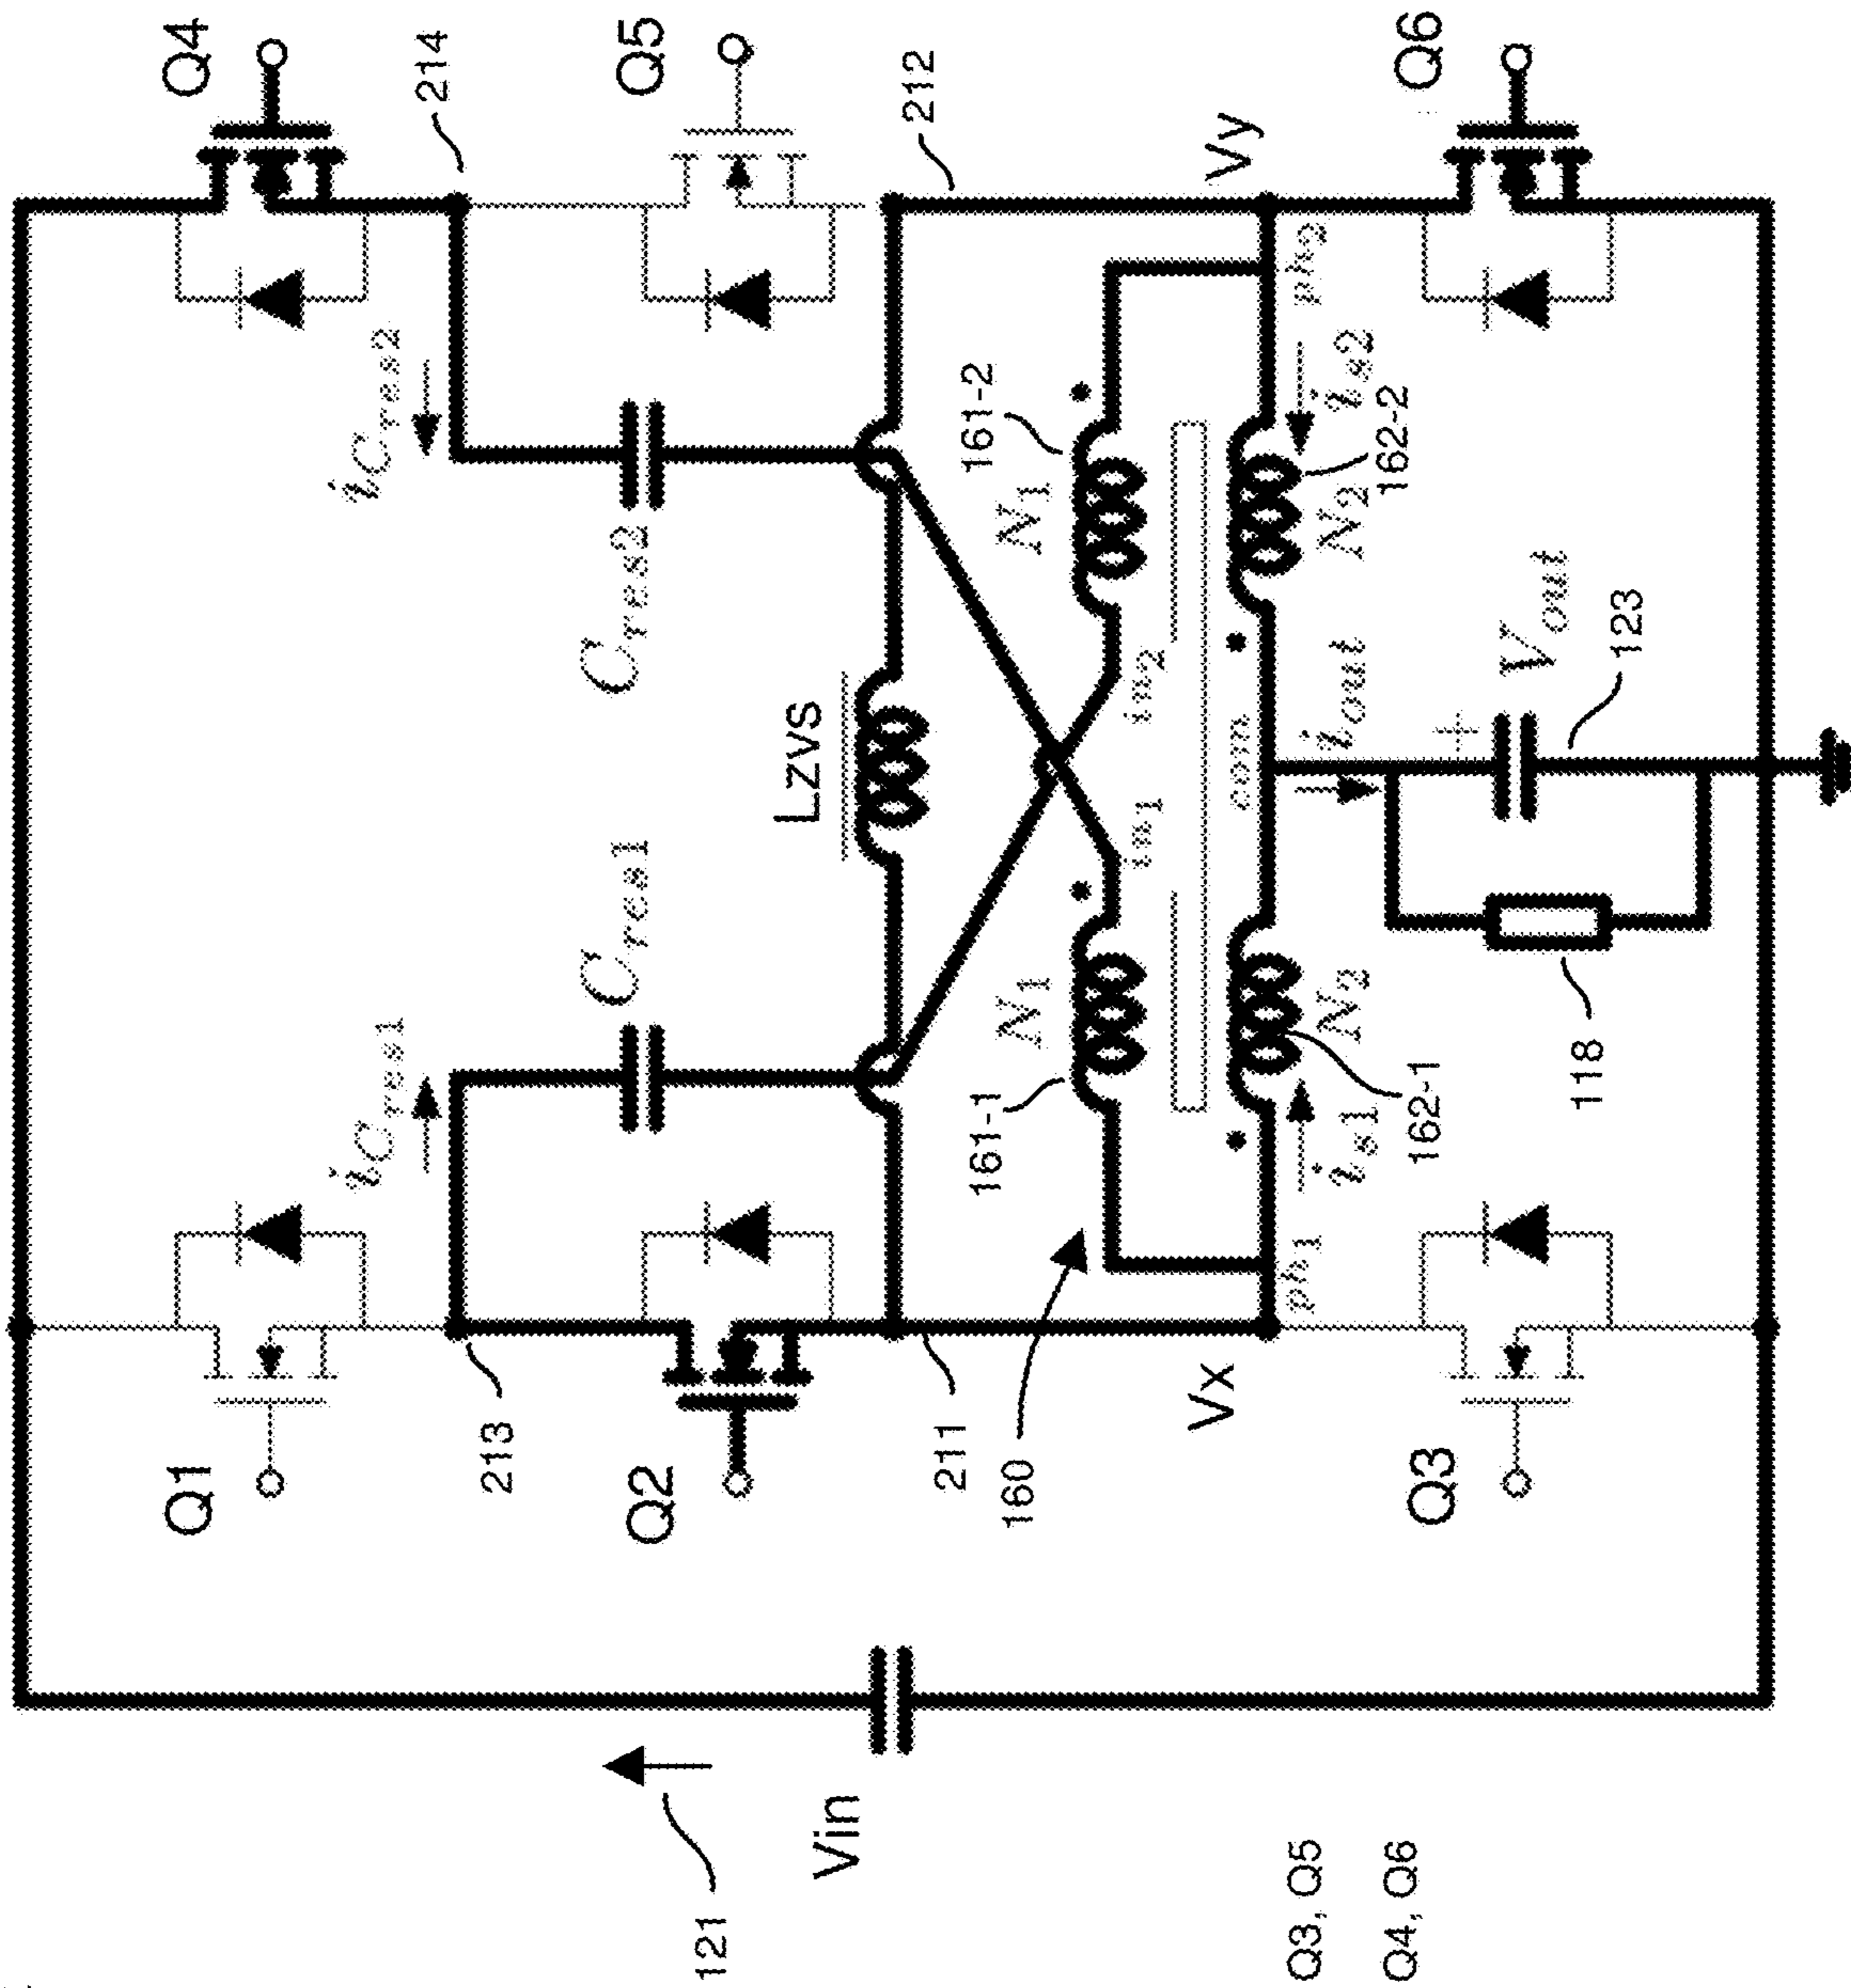 Q1
Q4
iCres1
iCres2
214
213
Q2
Cres1
Cres2
Q5
121
Lzvs
Vin
211
212
161-1
161-2
160
N1
N1
in1
in2
Vx
com
Vy
ph1
ph2
Q3, Q5
is1
N2
iout
N2
is2
Q4, Q6
162-1
162-2
Q3
Q6
+
Vout
118
123